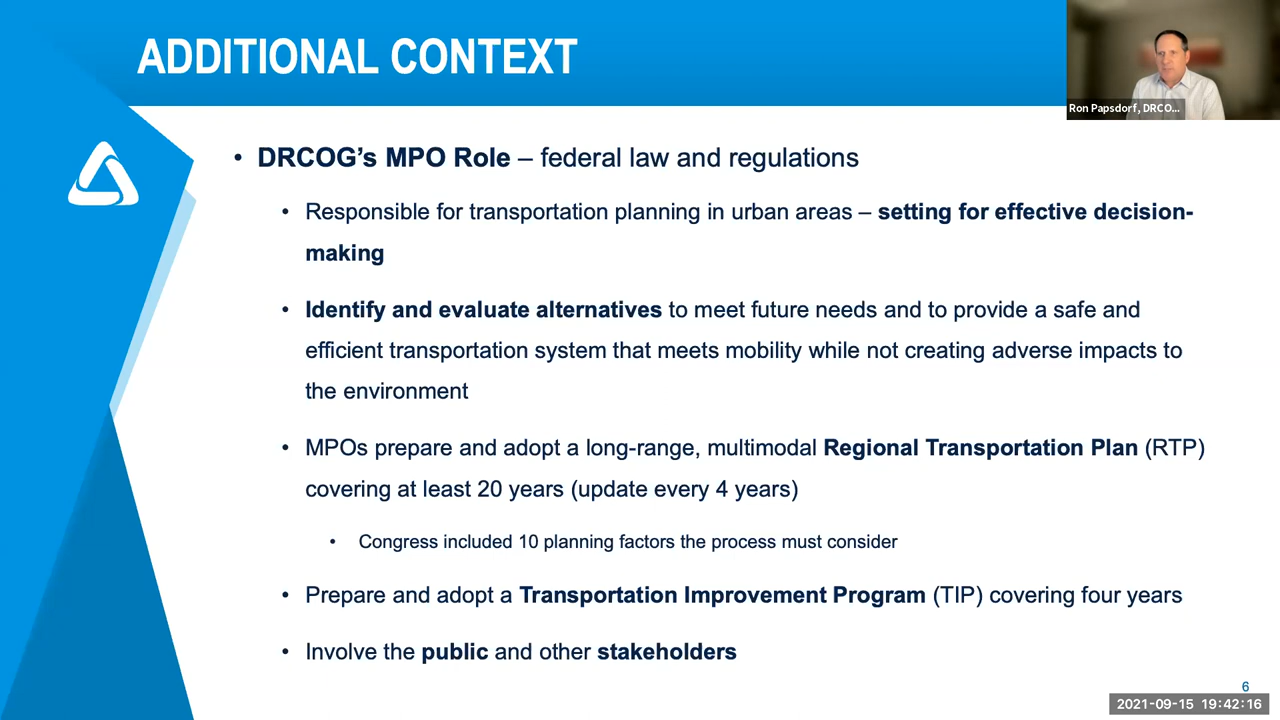 ADDITIONAL CONTEXT
Ron Papsdorf, DRCO...
• DRCOG’s MPO Role – federal law and regulations
• Responsible for transportation planning in urban areas – setting for effective decision-
making
• Identify and evaluate alternatives to meet future needs and to provide a safe and
efficient transportation system that meets mobility while not creating adverse impacts to
the environment
• MPOs prepare and adopt a long-range, multimodal Regional Transportation Plan (RTP)
covering at least 20 years (update every 4 years)
• Congress included 10 planning factors the process must consider
• Prepare and adopt a Transportation Improvement Program (TIP) covering four years
• Involve the public and other stakeholders
6
2021-09-15 19:42:16